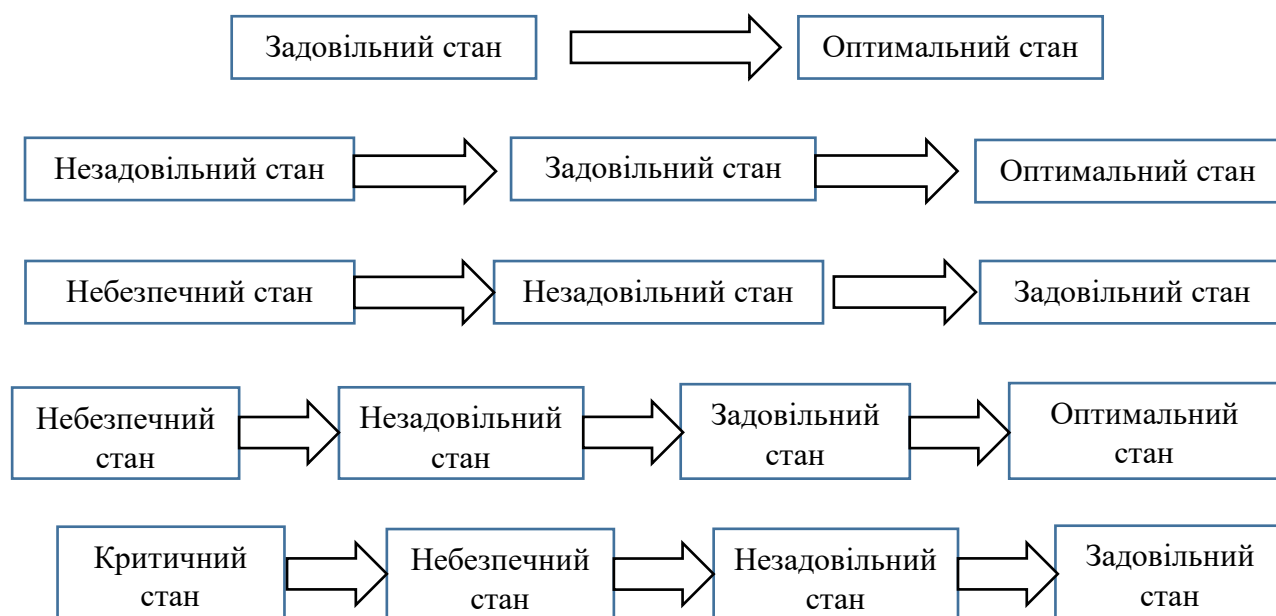 Задовільний стан
Оптимальний стан
Незадовільний стан
Задовільний стан
Оптимальний стан
Небезпечний стан
Незадовільний стан
Задовільний стан
Небезпечний
стан
Незадовільний
стан
Задовільний
стан
Оптимальний
стан
Критичний
стан
Небезпечний
стан
Незадовільний
стан
Задовільний
стан